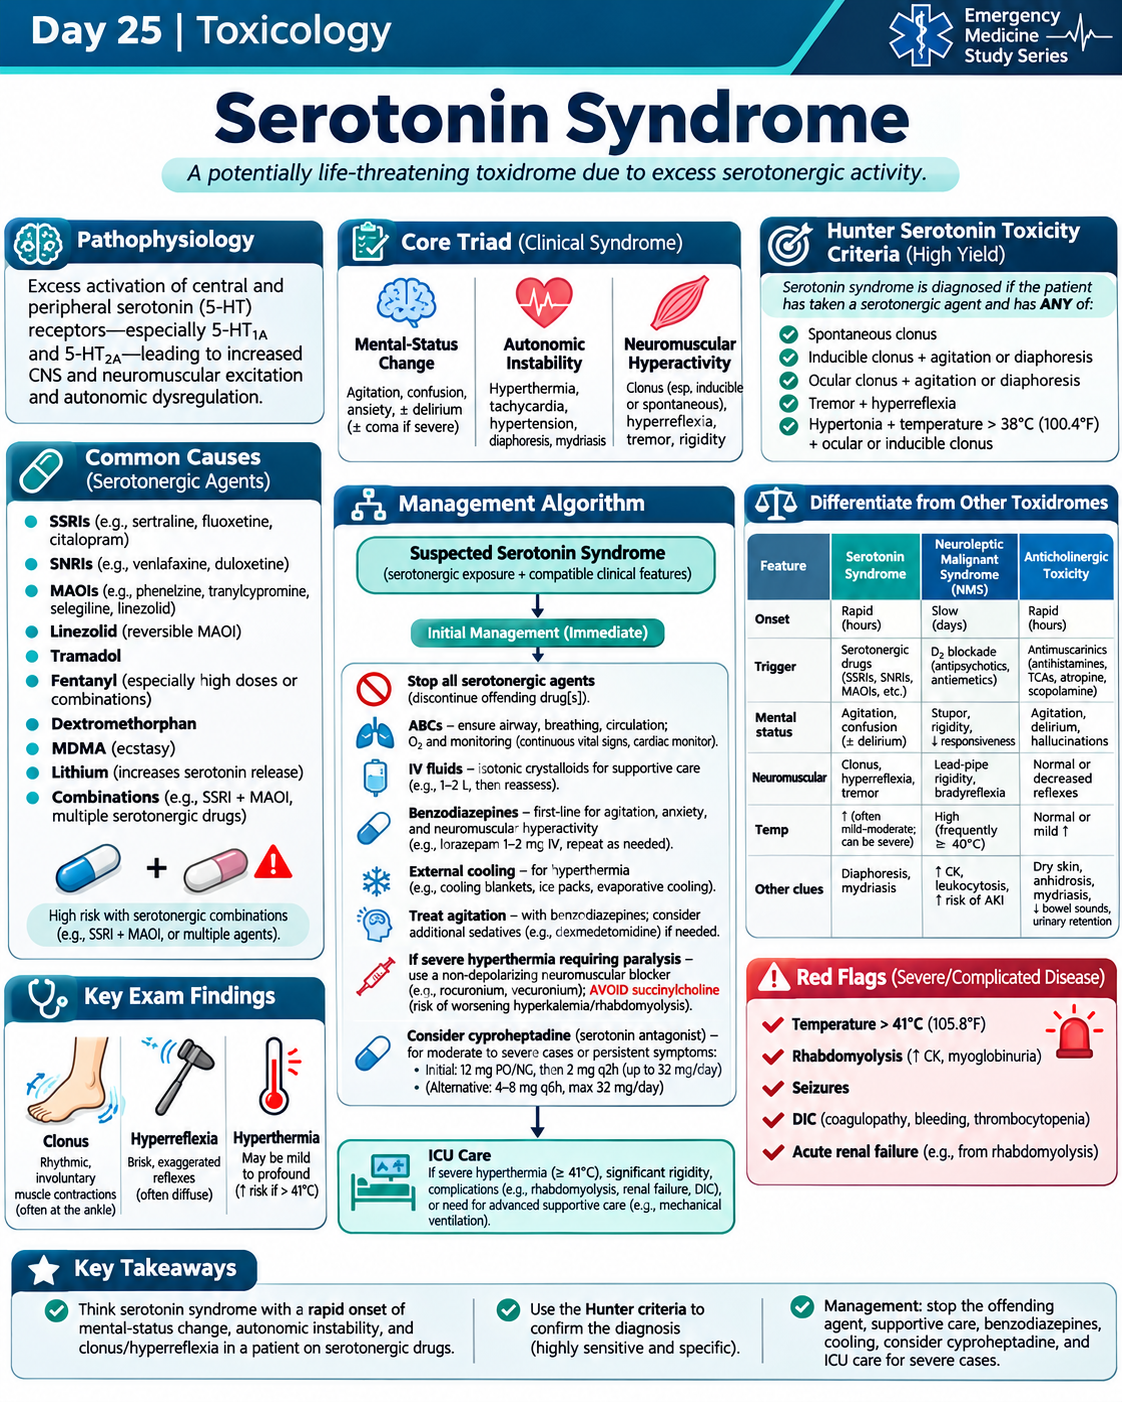 Day 25 | Toxicology
Emergency
Medicine
Study Series
Serotonin Syndrome
A potentially life-threatening toxidrome due to excess serotonergic activity.
Pathophysiology
Excess activation of central and
peripheral serotonin (5-HT)
receptors—especially 5-HT1A
and 5-HT2A—leading to increased
CNS and neuromuscular excitation
and autonomic dysregulation.
Core Triad (Clinical Syndrome)
Mental-Status
Change
Agitation, confusion,
anxiety, ± delirium
(± coma if severe)
Autonomic
Instability
Hyperthermia,
tachycardia,
hypertension,
diaphoresis, mydriasis
Neuromuscular
Hyperactivity
Clonus (esp, inducible
or spontaneous),
hyperreflexia,
tremor, rigidity
Hunter Serotonin Toxicity
Criteria (High Yield)
Serotonin syndrome is diagnosed if the patient
has taken a serotonergic agent and has ANY of:
Spontaneous clonus
Inducible clonus + agitation or diaphoresis
Ocular clonus + agitation or diaphoresis
Tremor + hyperreflexia
Hypertonia + temperature > 38°C (100.4°F)
+ ocular or inducible clonus
Common Causes
(Serotonergic Agents)
SSRIs (e.g., sertraline, fluoxetine,
citalopram)
SNRIs (e.g., venlafaxine, duloxetine)
MAOIs (e.g., phenelzine, tranylcypromine,
selegiline, linezolid)
Linezolid (reversible MAOI)
Tramadol
Fentanyl (especially high doses or
combinations)
Dextromethorphan
MDMA (ecstasy)
Lithium (increases serotonin release)
Combinations (e.g., SSRI + MAOI,
multiple serotonergic drugs)
+
High risk with serotonergic combinations
(e.g., SSRI + MAOI, or multiple agents).
Management Algorithm
Suspected Serotonin Syndrome
(serotonergic exposure + compatible clinical features)
Initial Management (Immediate)
Stop all serotonergic agents
(discontinue offending drug[s]).
ABCs – ensure airway, breathing, circulation;
O2 and monitoring (continuous vital signs, cardiac monitor).
IV fluids – isotonic crystalloids for supportive care
(e.g., 1–2 L, then reassess).
Benzodiazepines – first-line for agitation, anxiety,
and neuromuscular hyperactivity
(e.g., lorazepam 1–2 mg IV, repeat as needed).
External cooling – for hyperthermia
(e.g., cooling blankets, ice packs, evaporative cooling).
Treat agitation – with benzodiazepines; consider
additional sedatives (e.g., dexmedetomidine) if needed.
If severe hyperthermia requiring paralysis –
use a non-depolarizing neuromuscular blocker
(e.g., rocuronium, vecuronium); AVOID succinylcholine
(risk of worsening hyperkalemia/rhabdomyolysis).
Consider cyproheptadine (serotonin antagonist) –
for moderate to severe cases or persistent symptoms:
• Initial: 12 mg PO/NG, then 2 mg q2h (up to 32 mg/day)
• (Alternative: 4–8 mg q6h, max 32 mg/day)
ICU Care
If severe hyperthermia (≥ 41°C), significant rigidity,
complications (e.g., rhabdomyolysis, renal failure, DIC),
or need for advanced supportive care (e.g., mechanical
ventilation).
Differentiate from Other Toxidromes
Feature
Serotonin
Syndrome
Neuroleptic
Malignant
Syndrome
(NMS)
Anticholinergic
Toxicity
Onset
Rapid
(hours)
Slow
(days)
Rapid
(hours)
Trigger
Serotonergic
drugs
(SSRIs, SNRIs,
MAOIs, etc.)
D2 blockade
(antipsychotics,
antiemetics)
Antimuscarinics
(antihistamines,
TCAs, atropine,
scopolamine)
Mental
status
Agitation,
confusion
(± delirium)
Stupor,
rigidity,
↓ responsiveness
Agitation,
delirium,
hallucinations
Neuromuscular
Clonus,
hyperreflexia,
tremor
Lead-pipe
rigidity,
bradyreflexia
Normal or
decreased
reflexes
Temp
↑ (often
mild–moderate;
can be severe)
High
(frequently
≥ 40°C)
Normal or
mild ↑
Other clues
Diaphoresis,
mydriasis
↑ CK,
leukocytosis,
↑ risk of AKI
Dry skin,
anhidrosis,
mydriasis,
↓ bowel sounds,
urinary retention
Key Exam Findings
Clonus
Rhythmic,
involuntary
muscle contractions
(often at the ankle)
Hyperreflexia
Brisk, exaggerated
reflexes
(often diffuse)
Hyperthermia
May be mild
to profound
(↑ risk if > 41°C)
Red Flags (Severe/Complicated Disease)
Temperature > 41°C (105.8°F)
Rhabdomyolysis (↑ CK, myoglobinuria)
Seizures
DIC (coagulopathy, bleeding, thrombocytopenia)
Acute renal failure (e.g., from rhabdomyolysis)
Key Takeaways
Think serotonin syndrome with a rapid onset of
mental-status change, autonomic instability, and
clonus/hyperreflexia in a patient on serotonergic drugs.
Use the Hunter criteria to
confirm the diagnosis
(highly sensitive and specific).
Management: stop the offending
agent, supportive care, benzodiazepines,
cooling, consider cyproheptadine, and
ICU care for severe cases.